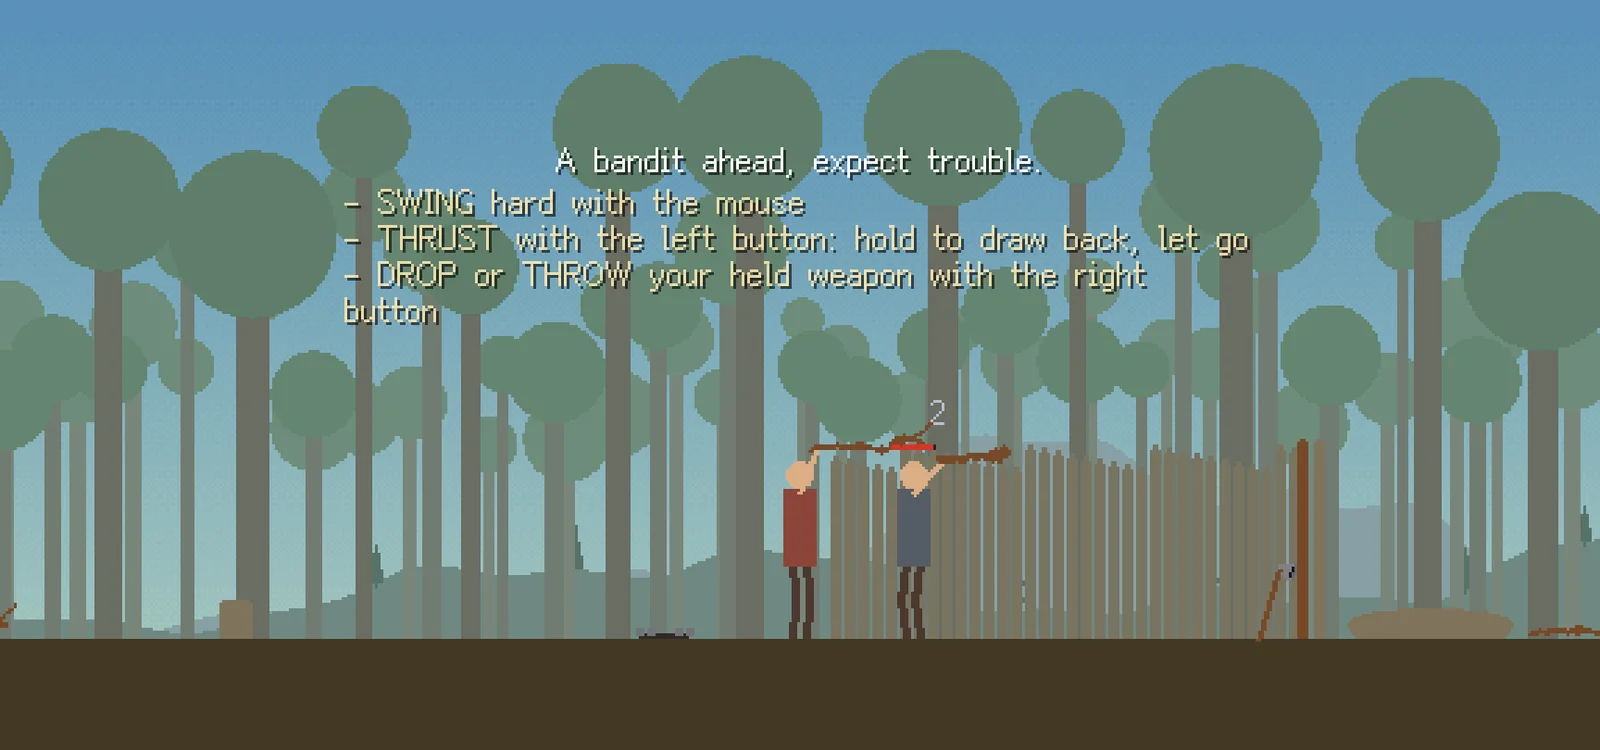 A bandit ahead, expect trouble.
- SWING hard with the mouse
- THRUST with the left button: hold to draw back, let go
- DROP or THROW your held weapon with the right
button
2